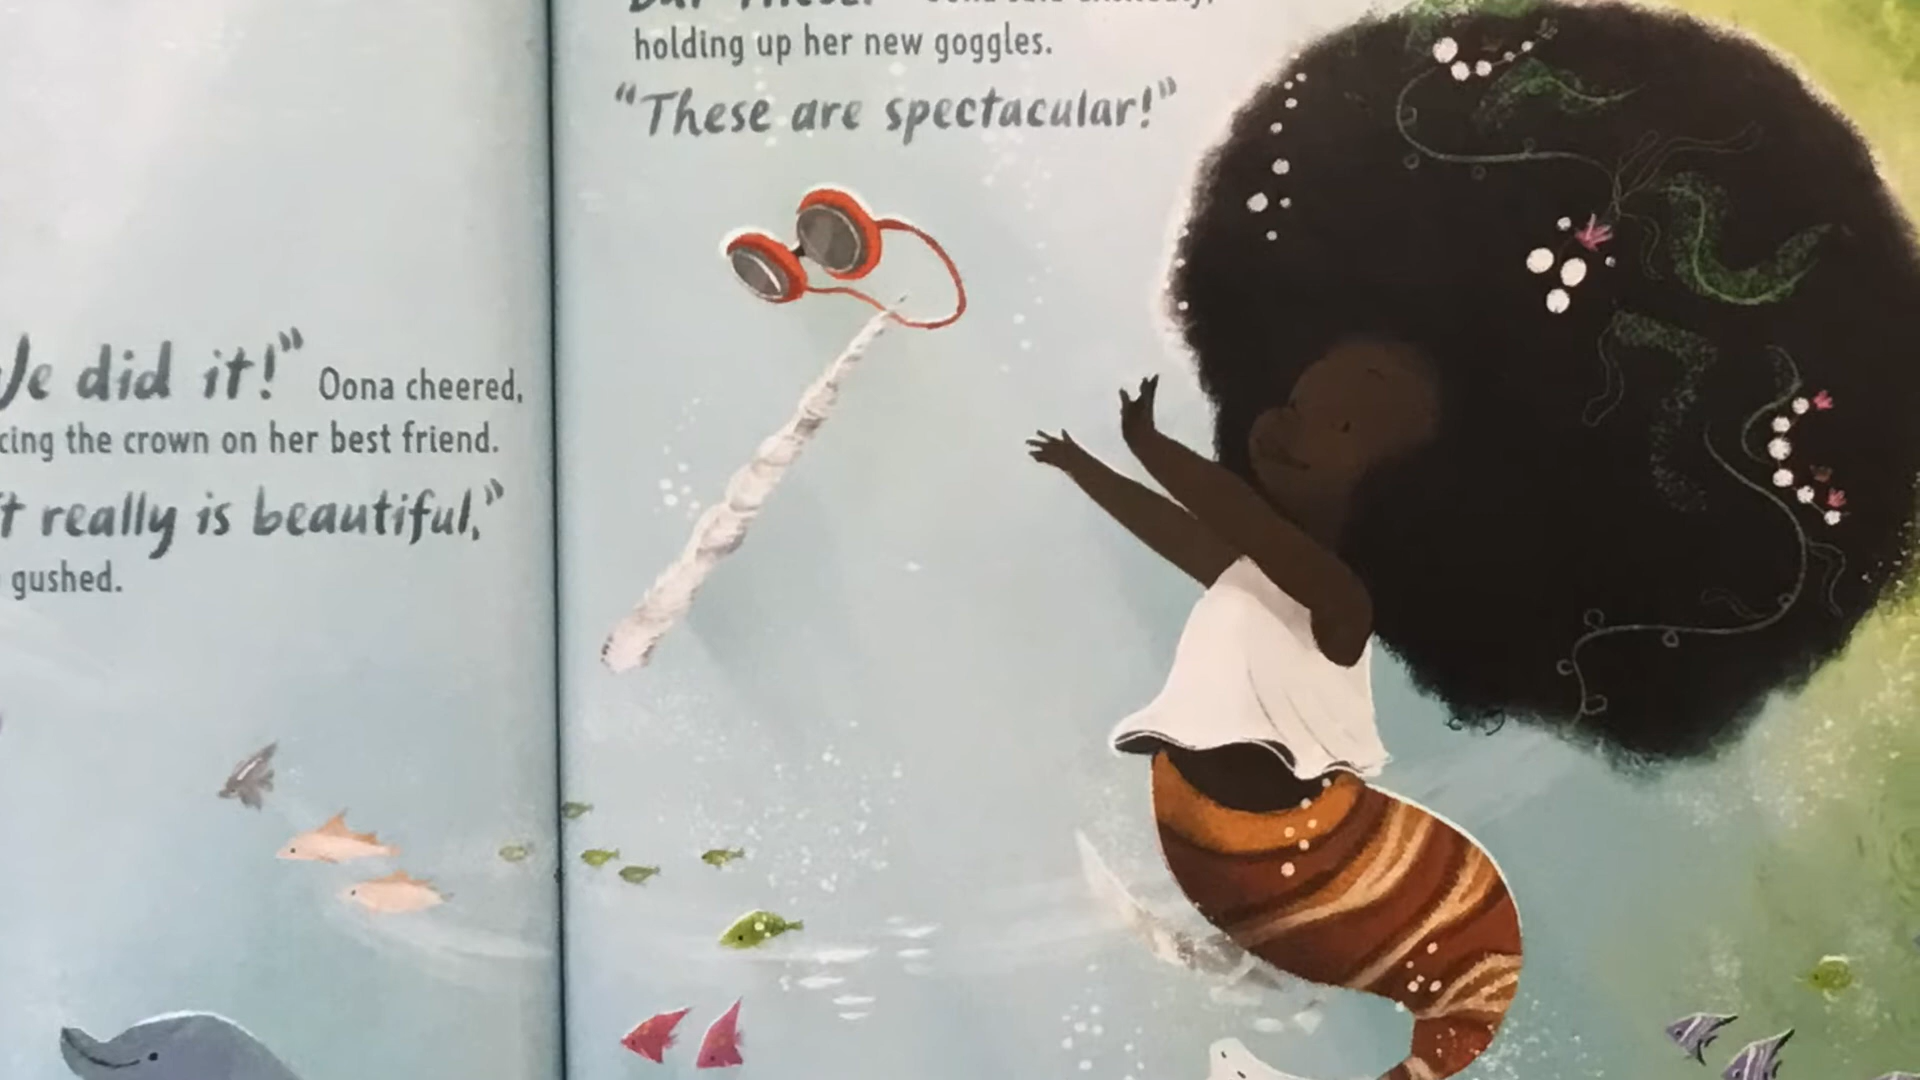 did it!" Oona cheered,
the crown on her best friend.
really is beautiful,"
gushed.
holding up her new goggles.
"These are spectacular!"